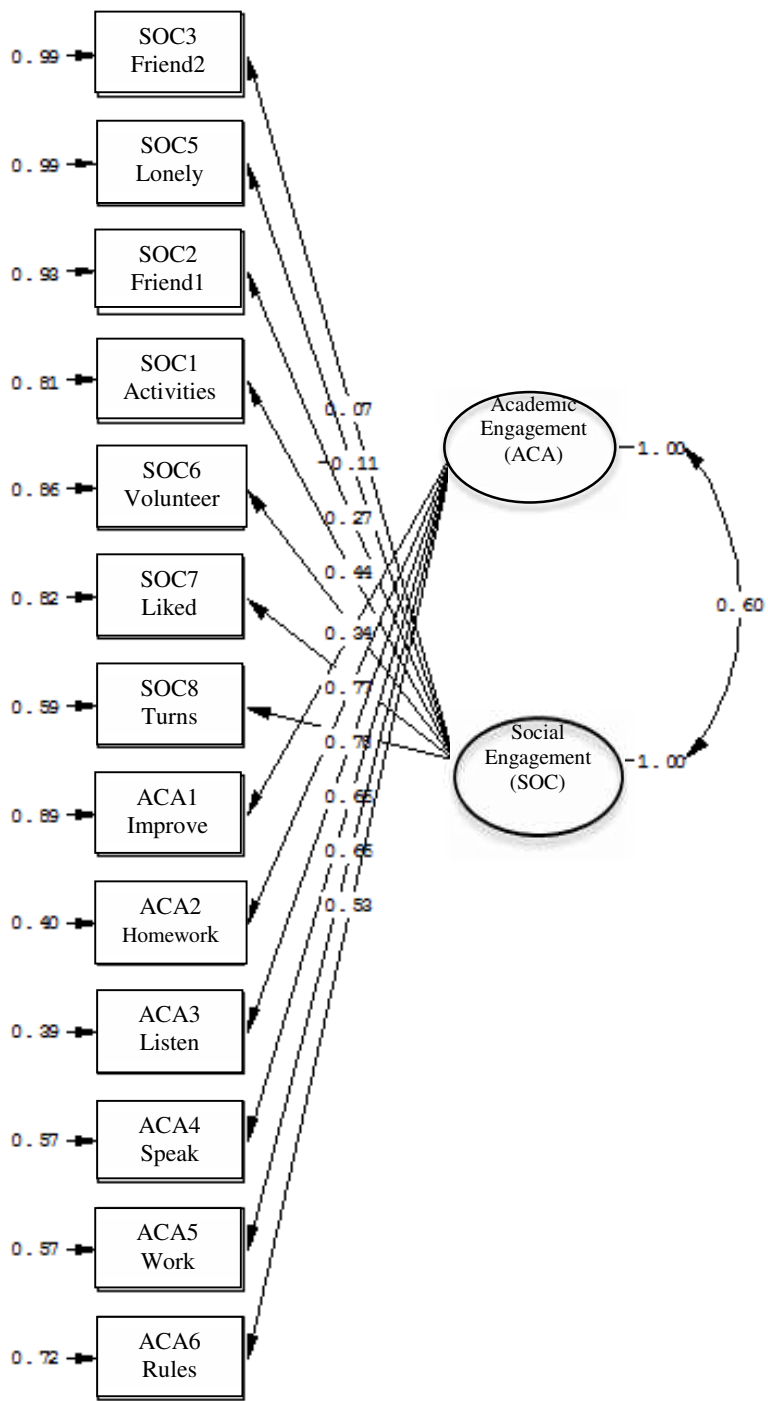 0.99
SOC3
Friend2
0.99
SOC5
Lonely
0.93
SOC2
Friend1
0.81
SOC1
Activities
0.86
SOC6
Volunteer
0.82
SOC7
Liked
0.59
SOC8
Turns
0.89
ACA1
Improve
0.40
ACA2
Homework
0.39
ACA3
Listen
0.57
ACA4
Speak
0.57
ACA5
Work
0.72
ACA6
Rules
0.07
-0.11
0.27
0.44
0.34
0.77
0.78
0.53
Academic
Engagement
(ACA)
1.00
0.60
Social
Engagement
(SOC)
1.00